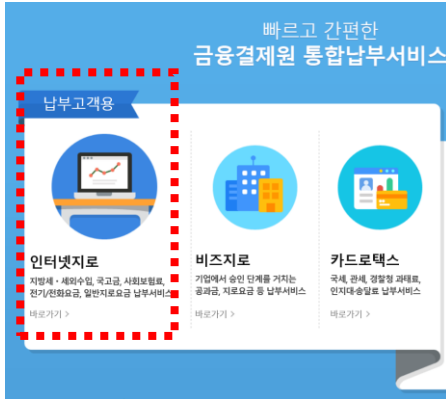 빠르고 간편한
금융결제원 통합납부서비스
납부고객용
인터넷지로
지방세·세외수입, 국고금, 사회보험료,
전기/전화요금, 일반지로요금 납부서비스
바로가기 >
비즈지로
기업에서 승인 단계를 거치는
공과금, 지로요금 등 납부서비스
바로가기 >
카드로택스
국세, 관세, 경찰청 과태료,
인지대·송달료 납부서비스
바로가기 >